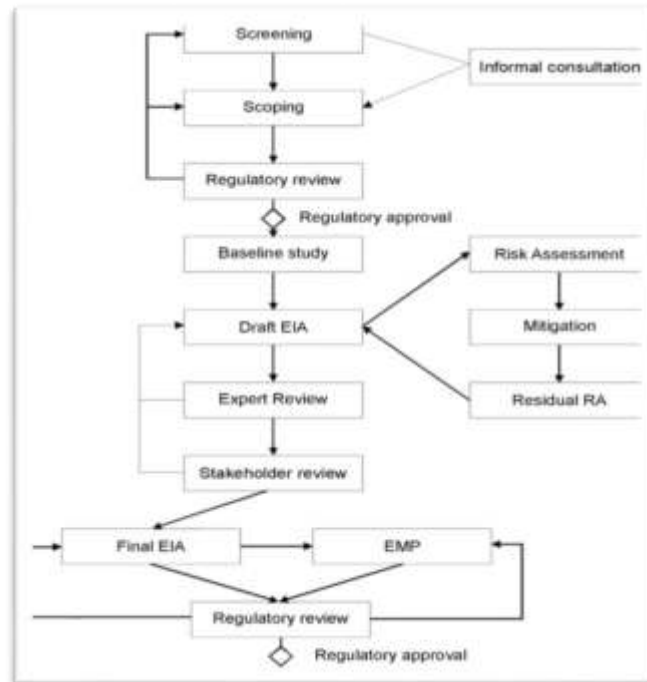 Screening
Informal consultation
Scoping
Regulatory review
Regulatory approval
Baseline study
Risk Assessment
Draft EIA
Mitigation
Expert Review
Residual RA
Stakeholder review
Final EIA
EMP
Regulatory review
Regulatory approval